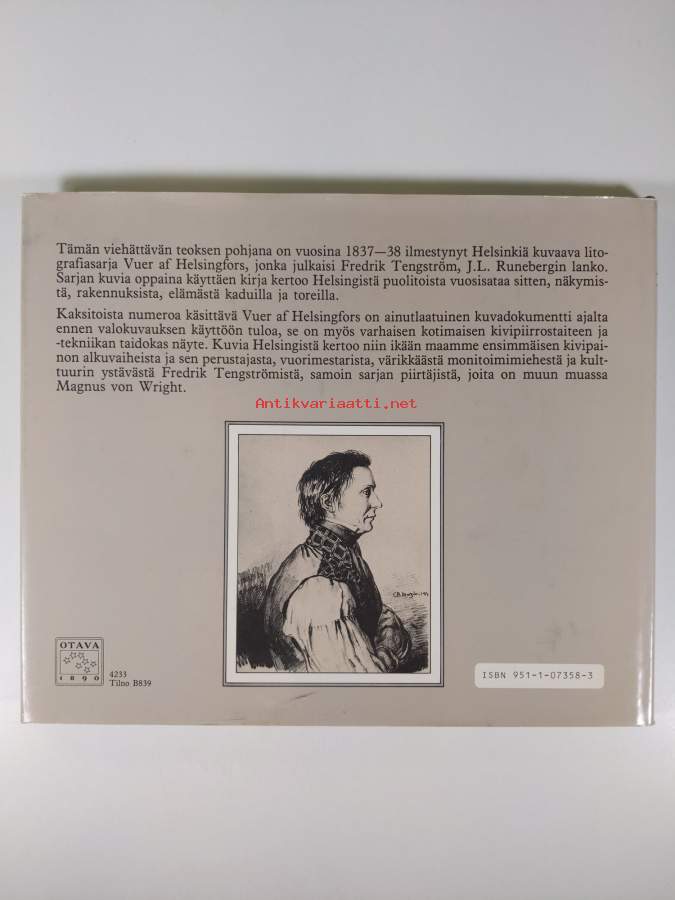 Tämän viehättävän teoksen pohjana on vuosina 1837—38 ilmestynyt Helsinkiä kuvaava lito-
grafiasarja Vuer af Helsingfors, jonka julkaisi Fredrik Tengström, J.L. Runebergin lanko.
Sarjan kuvia oppaina käyttäen kirja kertoo Helsingistä puolitoista vuosisataa sitten, näkymis-
tä, rakennuksista, elämästä kaduilla ja toreilla.
Kaksitoista numeroa käsittävä Vuer af Helsingfors on ainutlaatuinen kuvadokumentti ajalta
ennen valokuvauksen käyttöön tuloa, se on myös varhaisen kotimaisen kivipiirrostaiteen ja
-tekniikan taidokas näyte. Kuvia Helsingistä kertoo niin ikään maamme ensimmäisen kivipai-
non alkuvaiheista ja sen perustajasta, vuorimestarista, värikkäästä monitoimimiehestä ja kult-
tuurin ystävästä Fredrik Tengströmistä, samoin sarjan piirtäjistä, joita on muun muassa
Magnus von Wright.
Antikvariaatti.net
OTAVA
1890
4233
Tilno B839
ISBN 951-1-07358-3